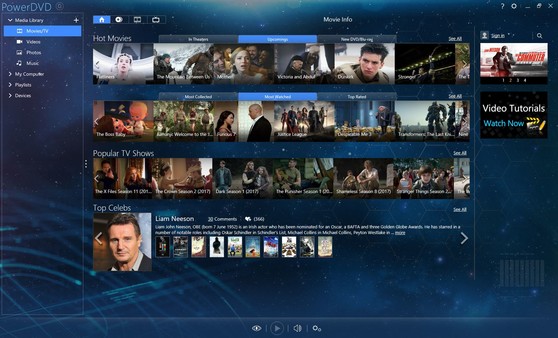 PowerDVD
Movie Info
Media Library
Movies/TV
Videos
Photos
Music
My Computer
Playlists
Devices
Hot Movies
In Theaters
Upcomings
New DVD/Blu-ray
See All
The Mountain Between Us
Mother!
Victoria and Abdul
Dunkirk
Stronger
Most Collected
Most Watched
Top Rated
See All
The Boss Baby
Jumanji: Welcome to the J...
Furious 7
Justice League
Despicable Me 3
Transformers: The Last Kn...
Popular TV Shows
See All
The X Files Season 11 (201...
The Crown Season 2 (2017)
Dark Season 1 (2017)
The Punisher Season 1 (20...
Shameless Season 8 (2017)
Stranger Things Season 2...
Top Celebs
See All
Liam Neeson
30 Comments
(366)
Liam John Neeson, OBE (born 7 June 1952) is an Irish actor who has been nominated for an Oscar, a BAFTA and three Golden Globe Awards. He has starred in a
number of notable roles including Oskar Schindler in Schindler's List, Michael Collins in Michael Collins, Peyton Westlake in ... more
Sign in
COMMUTER
1 2 3 4
Video Tutorials
Watch Now